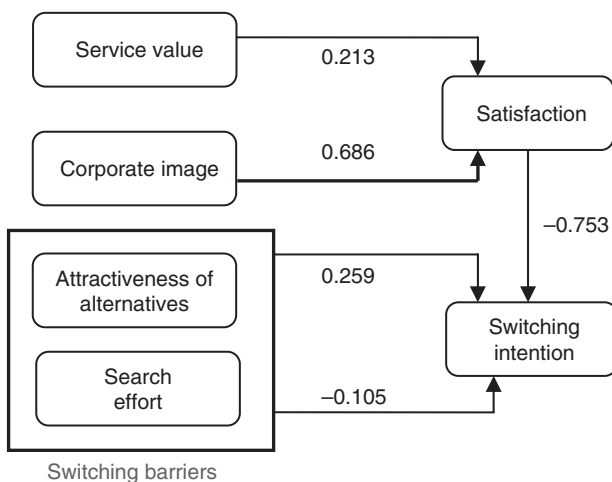 Service value
0.213
Satisfaction
Corporate image
0.686
−0.753
Attractiveness of
alternatives
0.259
Switching
intention
Search
effort
−0.105
Switching barriers